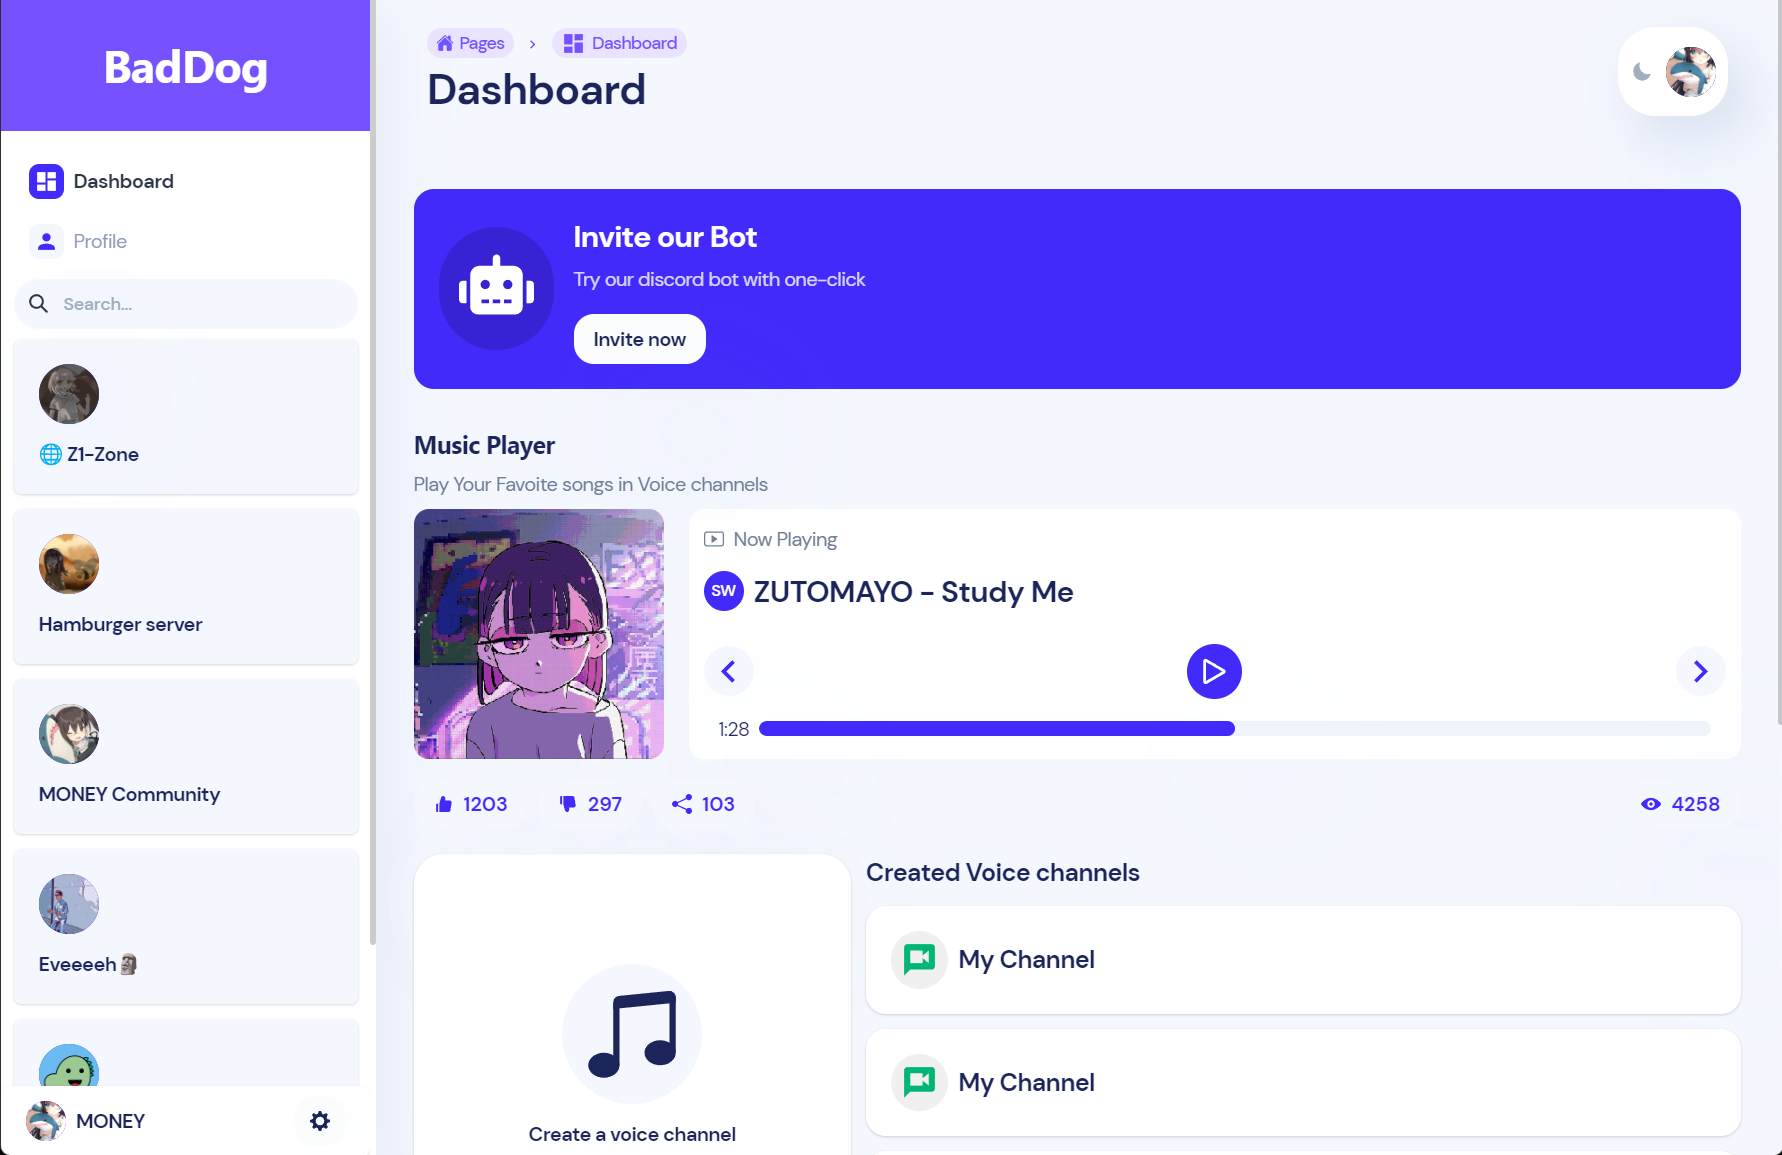 BadDog
Dashboard
Profile
Search...
Z1-Zone
Hamburger server
MONEY Community
Eveeeeh
MONEY
Pages > Dashboard
Dashboard
Invite our Bot
Try our discord bot with one-click
Invite now
Music Player
Play Your Favoite songs in Voice channels
Now Playing
SW ZUTOMAYO - Study Me
1:28
1203 297 103 4258
Create a voice channel
Created Voice channels
My Channel
My Channel